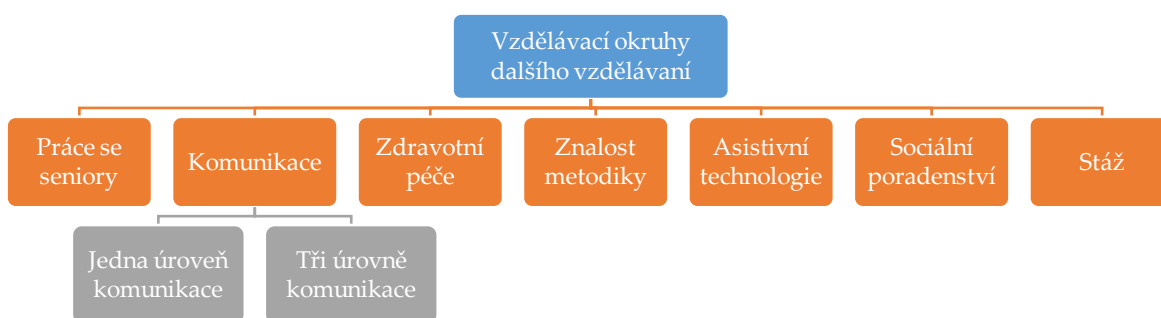 Vzdělávací okruhy
dalšího vzdělávaní
Práce se
seniory
Komunikace
Zdravotní
péče
Znalost
metodiky
Asistivní
technologie
Sociální
poradenství
Stáž
Jedna úroveň
komunikace
Tři úrovně
komunikace